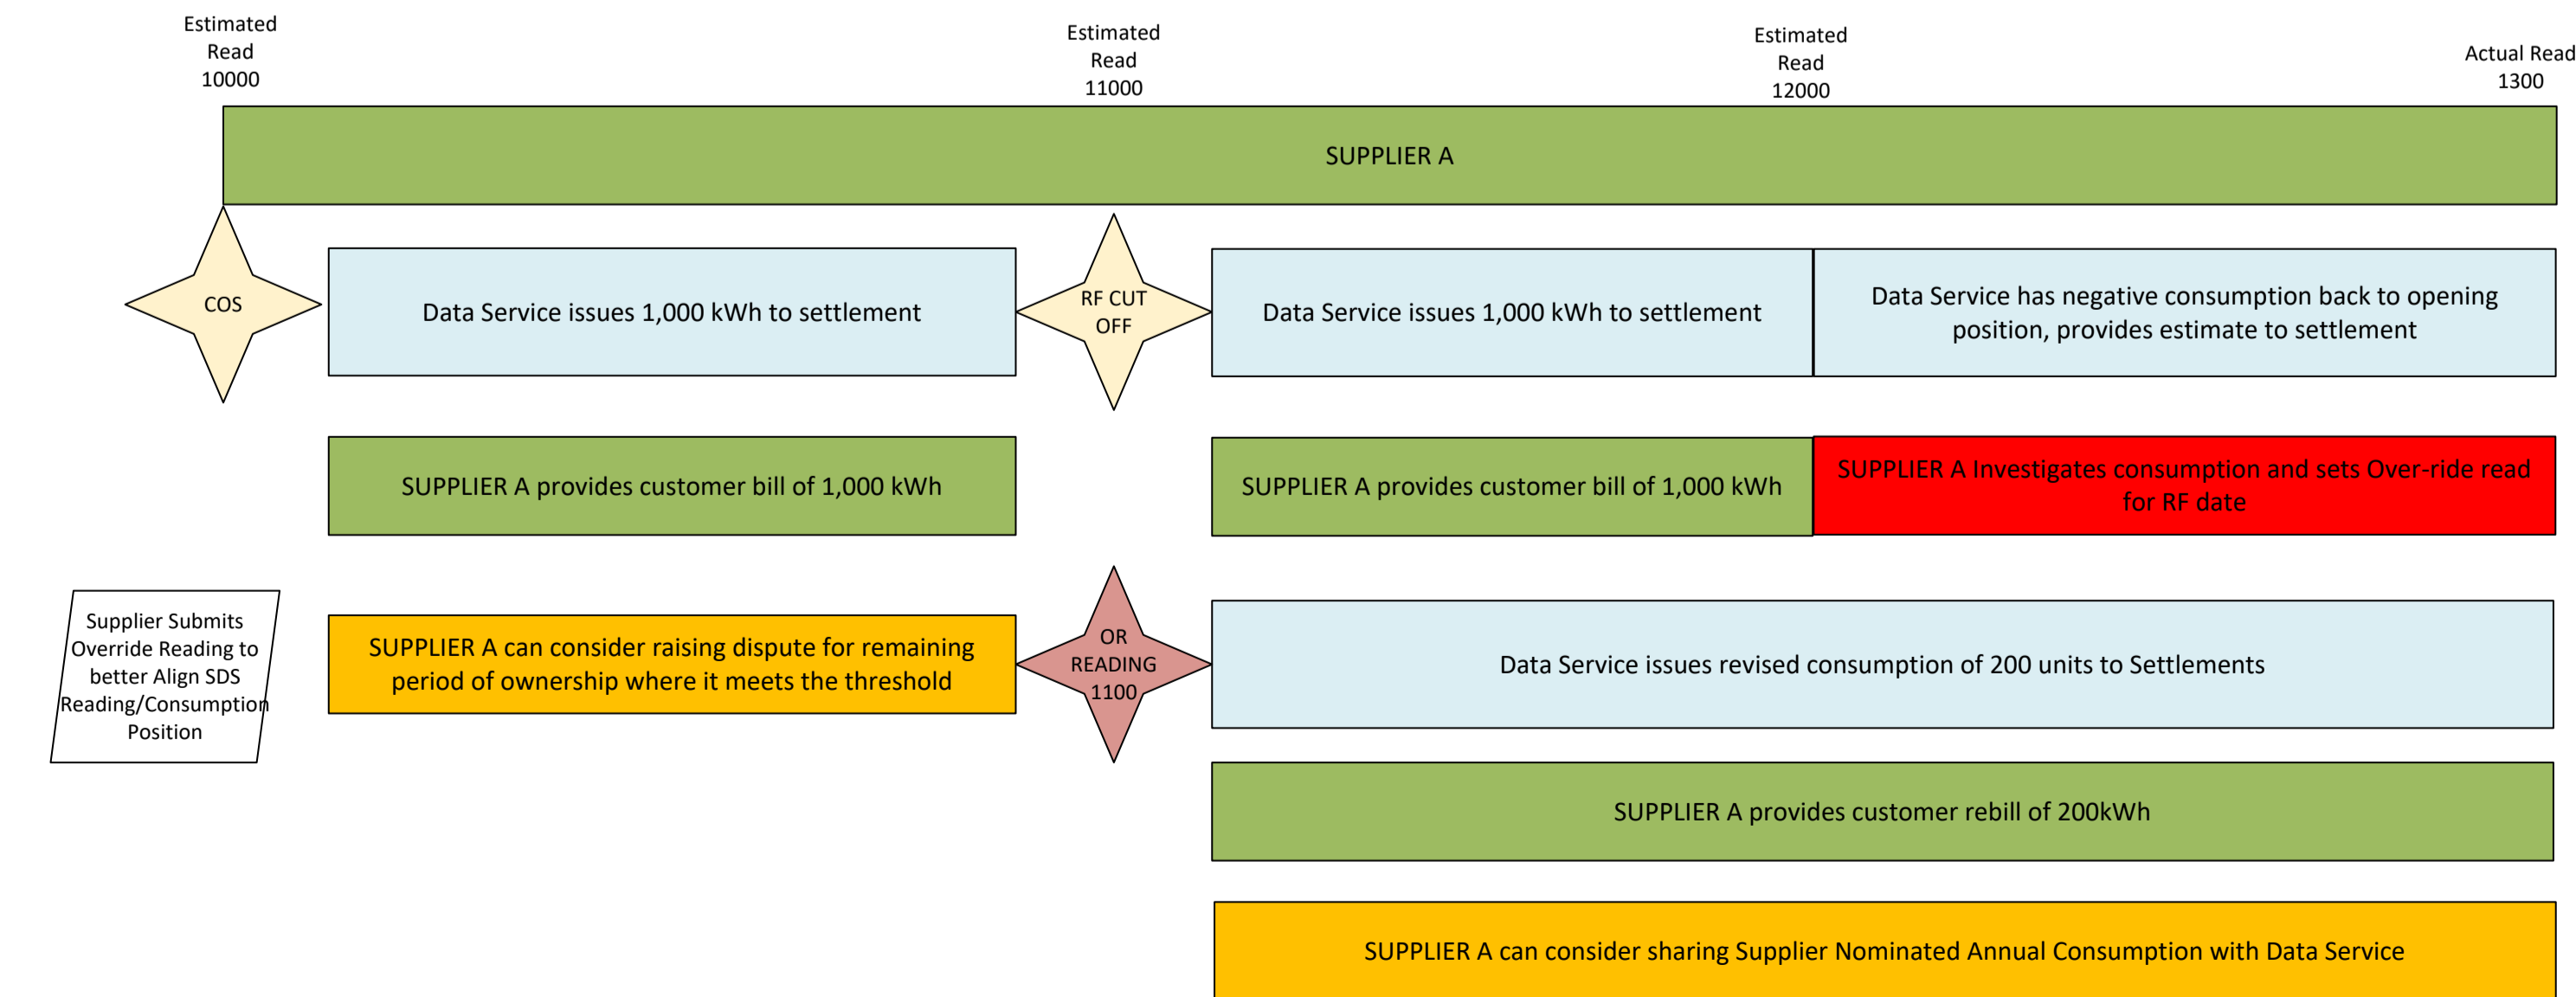 Estimated
Read
10000
Estimated
Read
11000
Estimated
Read
12000
Actual Read
1300
SUPPLIER A
COS
Data Service issues 1,000 kWh to settlement
RF CUT
OFF
Data Service issues 1,000 kWh to settlement
Data Service has negative consumption back to opening
position, provides estimate to settlement
SUPPLIER A provides customer bill of 1,000 kWh
SUPPLIER A provides customer bill of 1,000 kWh
SUPPLIER A Investigates consumption and sets Over-ride read
for RF date
Supplier Submits
Override Reading to
better Align SDS
Reading/Consumption
Position
SUPPLIER A can consider raising dispute for remaining
period of ownership where it meets the threshold
OR
READING
1100
Data Service issues revised consumption of 200 units to Settlements
SUPPLIER A provides customer rebill of 200kWh
SUPPLIER A can consider sharing Supplier Nominated Annual Consumption with Data Service